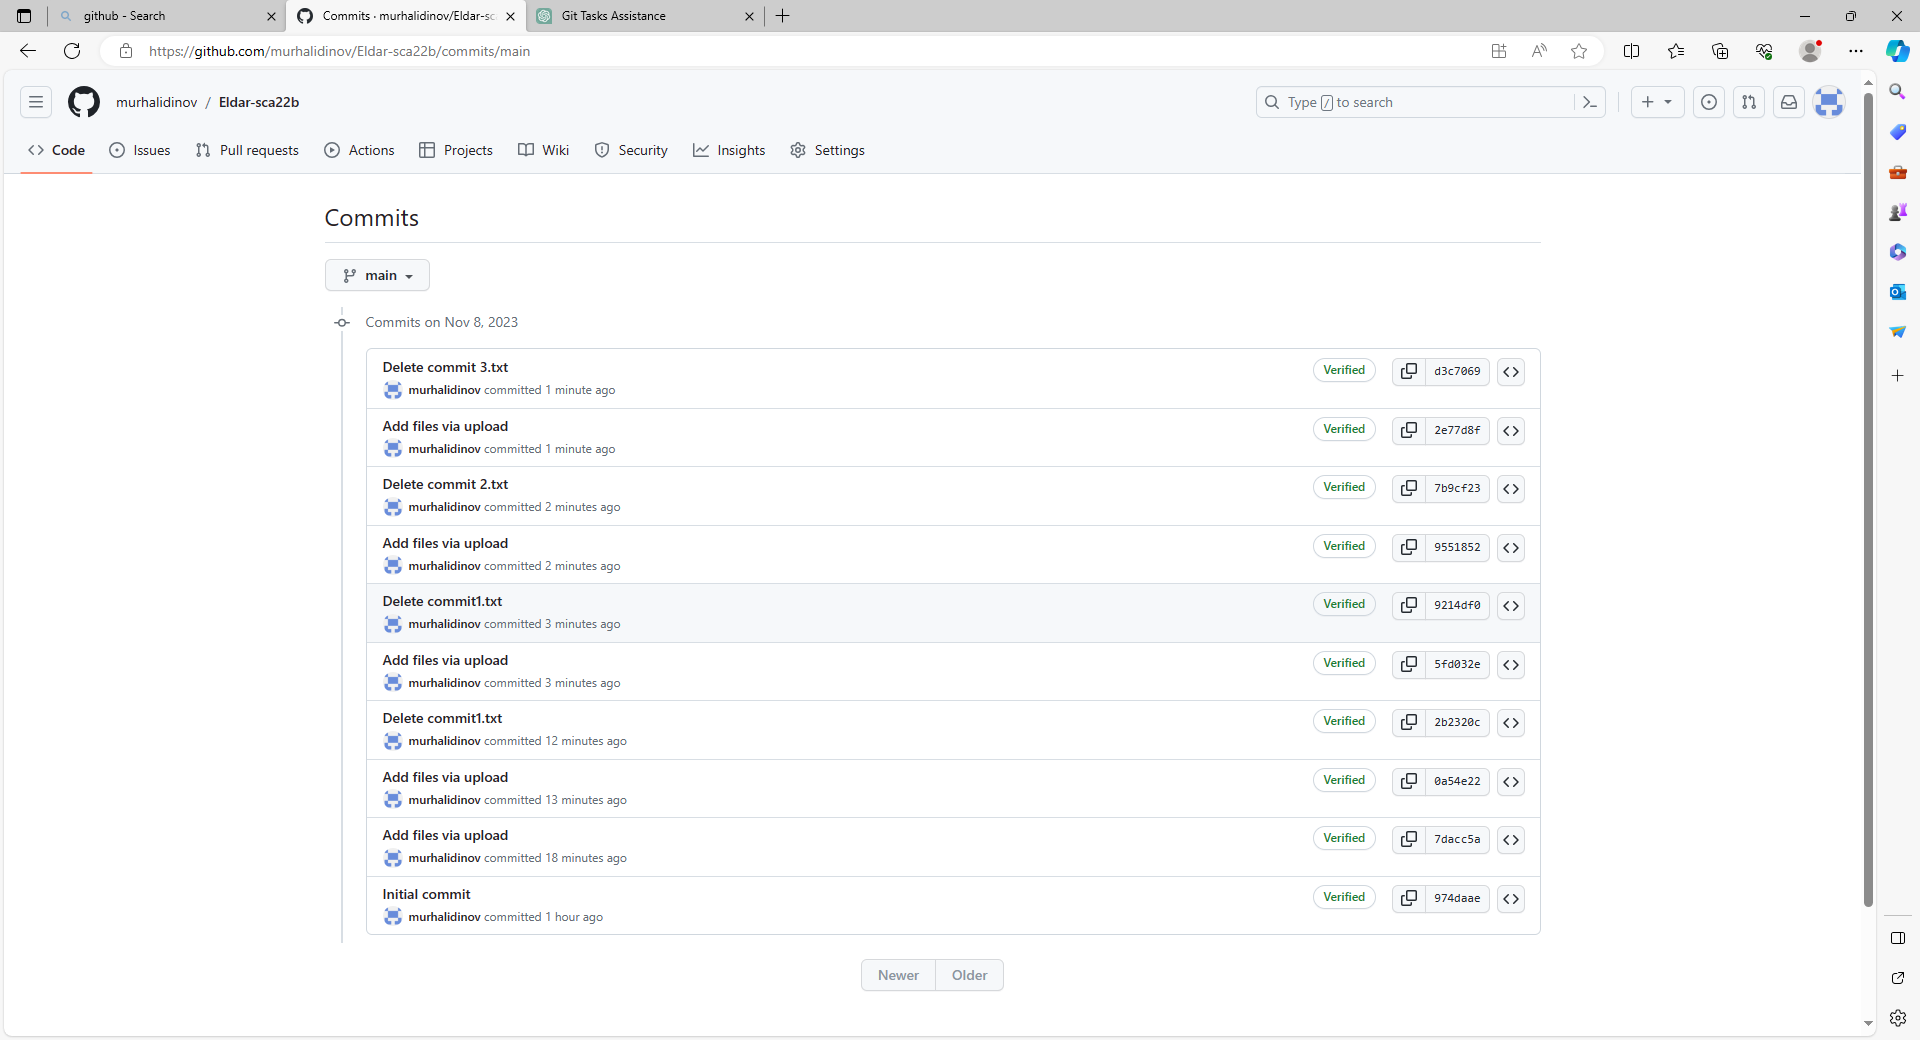 github - Search
Commits · murhalidinov/Eldar-sca
Git Tasks Assistance
https://github.com/murhalidinov/Eldar-sca22b/commits/main
murhalidinov / Eldar-sca22b
Type / to search
Code Issues Pull requests Actions Projects Wiki Security Insights Settings
Commits
main
Commits on Nov 8, 2023
Delete commit 3.txt
murhalidinov committed 1 minute ago
Verified d3c7069
Add files via upload
murhalidinov committed 1 minute ago
Verified 2e77d8f
Delete commit 2.txt
murhalidinov committed 2 minutes ago
Verified 7b9cf23
Add files via upload
murhalidinov committed 2 minutes ago
Verified 9551852
Delete commit1.txt
murhalidinov committed 3 minutes ago
Verified 9214df0
Add files via upload
murhalidinov committed 3 minutes ago
Verified 5fd032e
Delete commit1.txt
murhalidinov committed 12 minutes ago
Verified 2b2320c
Add files via upload
murhalidinov committed 13 minutes ago
Verified 0a54e22
Add files via upload
murhalidinov committed 18 minutes ago
Verified 7dacc5a
Initial commit
murhalidinov committed 1 hour ago
Verified 974daae
Newer Older